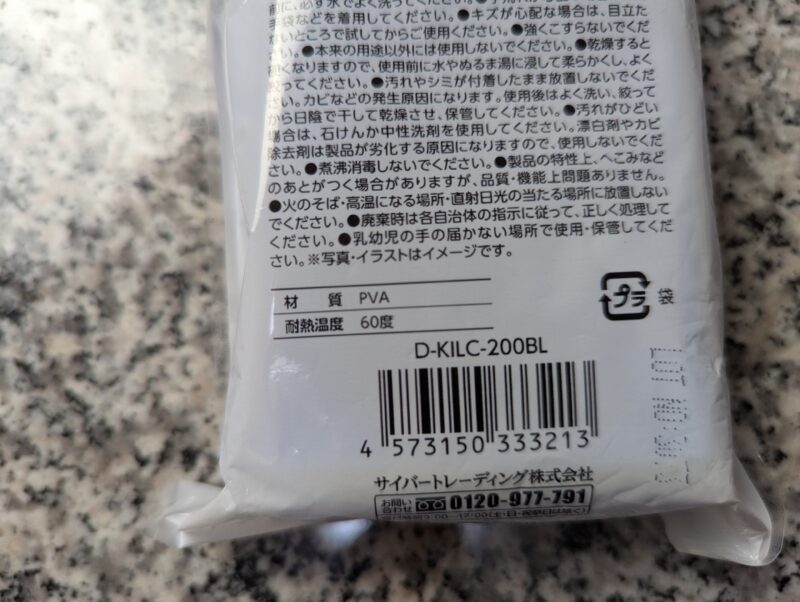 前に、必ず水でよく洗ってください。
手袋などを着用してください。●キズが心配な場合は、目立た
ないところで試してからご使用ください。●強くこすらないでくだ
さい。●本来の用途以外には使用しないでください。●乾燥すると
硬くなりますので、使用前に水やぬるま湯に浸して柔らかくし、よく
絞ってください。●汚れやシミが付着したまま放置しないでくだ
さい。カビなどの発生原因になります。使用後はよく洗い、絞って
から日陰で干して乾燥させ、保管してください。●汚れがひどい
場合は、石けんか中性洗剤を使用してください。漂白剤やカビ
除去剤は製品が劣化する原因になりますので、使用しないでくだ
さい。●煮沸消毒しないでください。●製品の特性上、へこみなど
のあとがつく場合がありますが、品質・機能上問題ありません。
●火のそば・高温になる場所・直射日光の当たる場所に放置しない
でください。●廃棄時は各自治体の指示に従って、正しく処理して
ください。●乳幼児の手の届かない場所で使用・保管してくだ
さい。※写真・イラストはイメージです。
材　質 PVA
耐熱温度 60度
プラ 袋
D-KILC-200BL
4 573150 333213
サイバートレーディング株式会社
お問い合わせ 0120-977-791